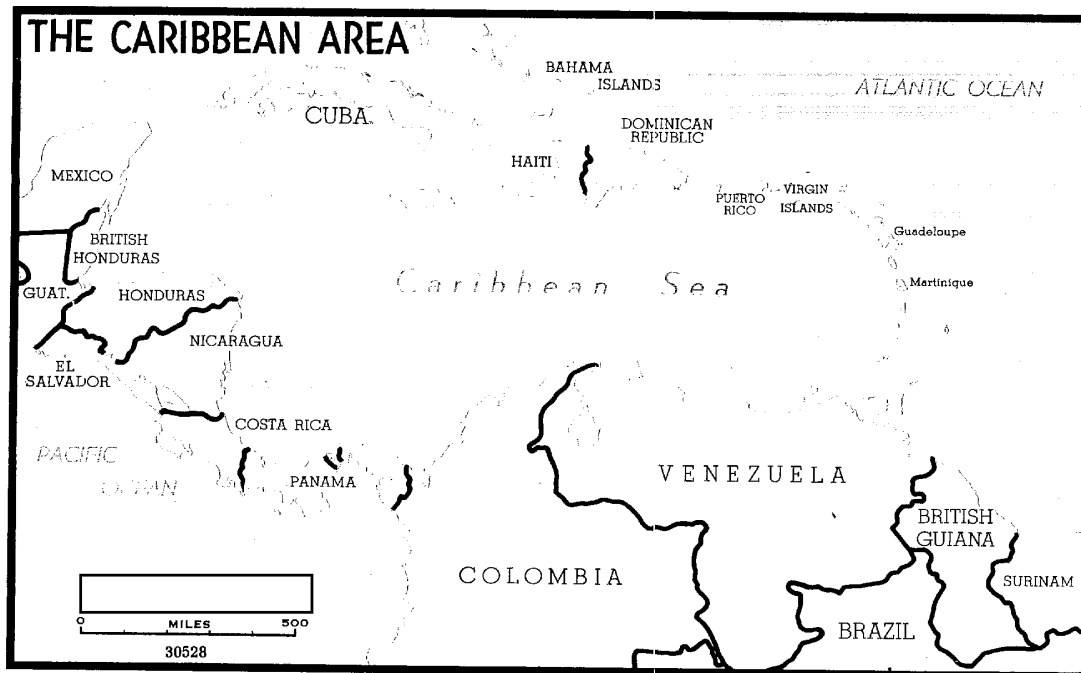 THE CARIBBEAN AREA
BAHAMA
ISLANDS
ATLANTIC OCEAN
CUBA
DOMINICAN
REPUBLIC
HAITI
MEXICO
PUERTO
RICO
VIRGIN
ISLANDS
Guadeloupe
BRITISH
HONDURAS
Caribbean Sea
Martinique
GUAT.
HONDURAS
NICARAGUA
EL
SALVADOR
COSTA RICA
PACIFIC
OCEAN
PANAMA
VENEZUELA
BRITISH
GUIANA
COLOMBIA
SURINAM
BRAZIL
0 MILES 500
30528